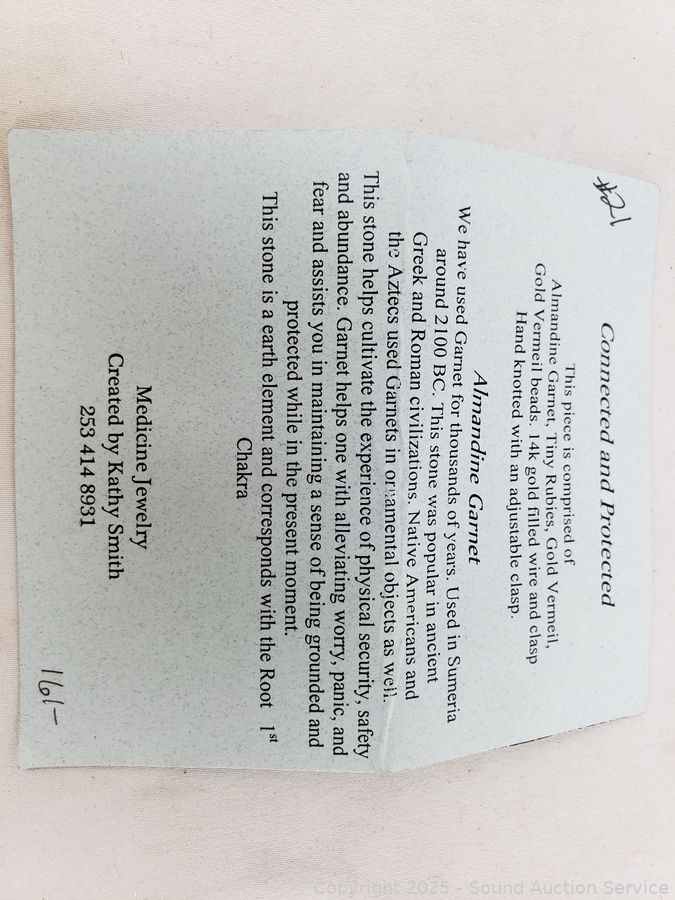 #21
Connected and Protected
This piece is comprised of
Almandine Garnet, Tiny Rubies, Gold Vermeil,
Gold Vermeil beads. 14k gold filled wire and clasp
Hand knotted with an adjustable clasp.
Almandine Garnet
We have used Garnet for thousands of years. Used in Sumeria
around 2100 BC. This stone was popular in ancient
Greek and Roman civilizations. Native Americans and
the Aztecs used Garnets in ornamental objects as well.
This stone helps cultivate the experience of physical security, safety
and abundance. Garnet helps one with alleviating worry, panic, and
fear and assists you in maintaining a sense of being grounded and
protected while in the present moment.
This stone is a earth element and corresponds with the Root 1st
Chakra
Medicine Jewelry
Created by Kathy Smith
253 414 8931
161-
Copyright 2025 - Sound Auction Service